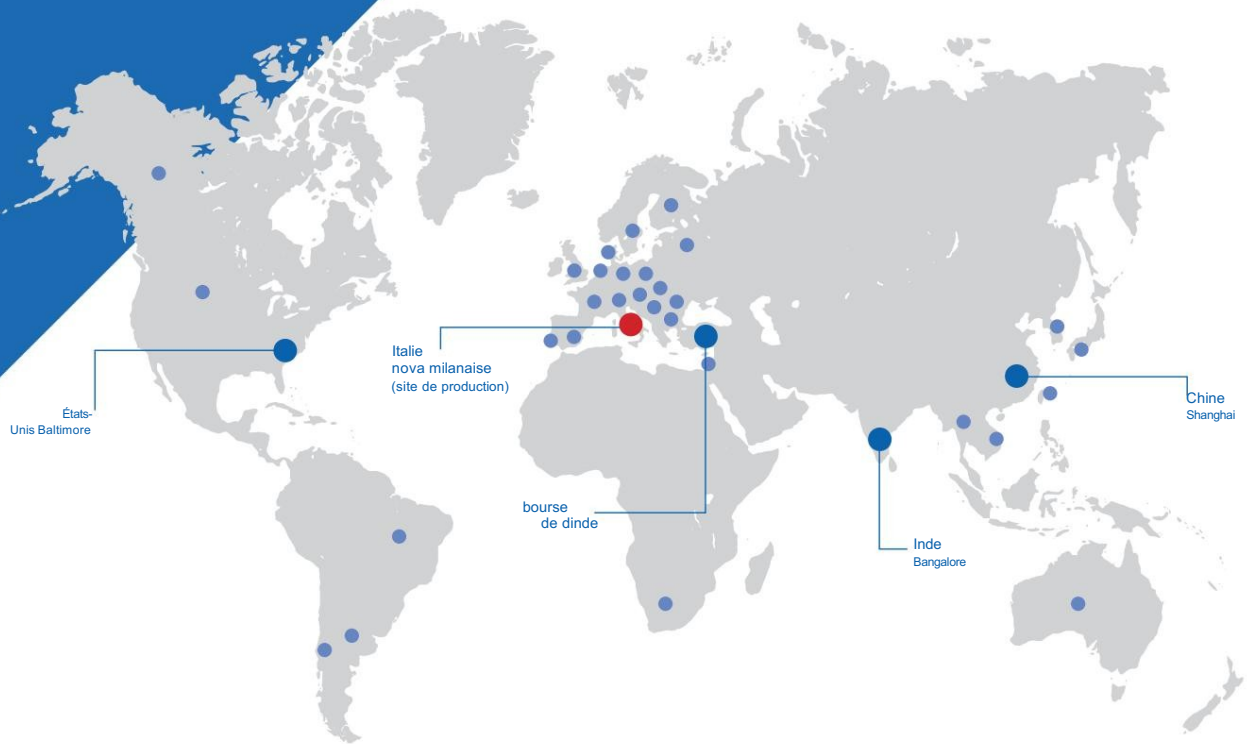 États-
Unis Baltimore
Italie
nova milanaise
(site de production)
bourse
de dinde
Inde
Bangalore
Chine
Shanghai